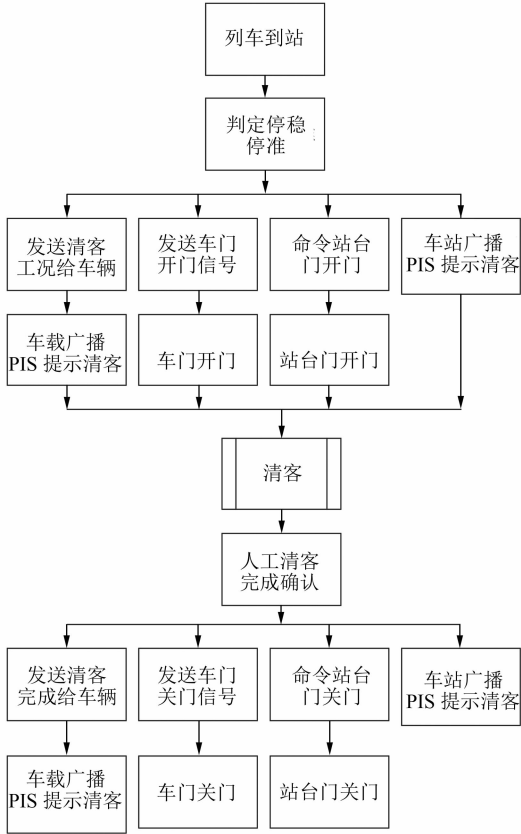 列车到站
判定停稳
停准
发送清客
工况给车辆
发送车门
开门信号
命令站台
门开门
车站广播
PIS 提示清客
车载广播
PIS 提示清客
车门开门
站台门开门
清客
人工清客
完成确认
发送清客
完成给车辆
发送车门
关门信号
命令站台
门关门
车站广播
PIS 提示清客
车载广播
PIS 提示清客
车门关门
站台门关门